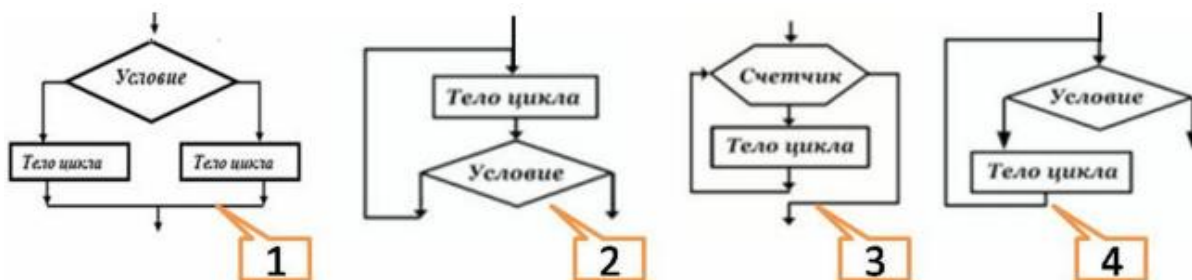 Условие
Тело цикла
Тело цикла
1
Тело цикла
Условие
2
Счетчик
Тело цикла
3
Условие
Тело цикла
4